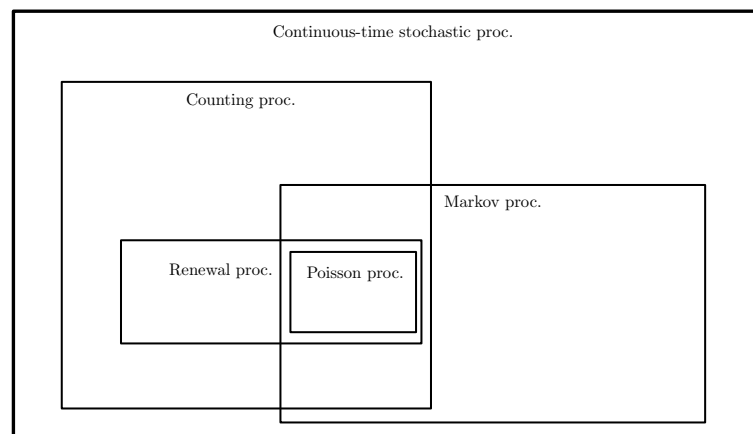 Continuous-time stochastic proc.
Counting proc.
Markov proc.
Renewal proc.
Poisson proc.